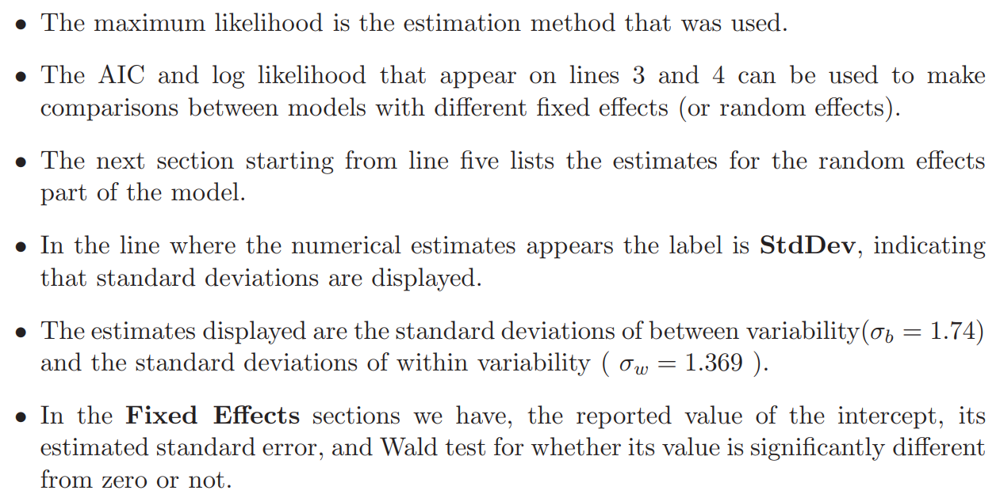 • The maximum likelihood is the estimation method that was used.
• The AIC and log likelihood that appear on lines 3 and 4 can be used to make
comparisons between models with different fixed effects (or random effects).
• The next section starting from line five lists the estimates for the random effects
part of the model.
• In the line where the numerical estimates appears the label is StdDev, indicating
that standard deviations are displayed.
• The estimates displayed are the standard deviations of between variability(σ_b = 1.74)
and the standard deviations of within variability ( σ_w = 1.369 ).
• In the Fixed Effects sections we have, the reported value of the intercept, its
estimated standard error, and Wald test for whether its value is significantly different
from zero or not.